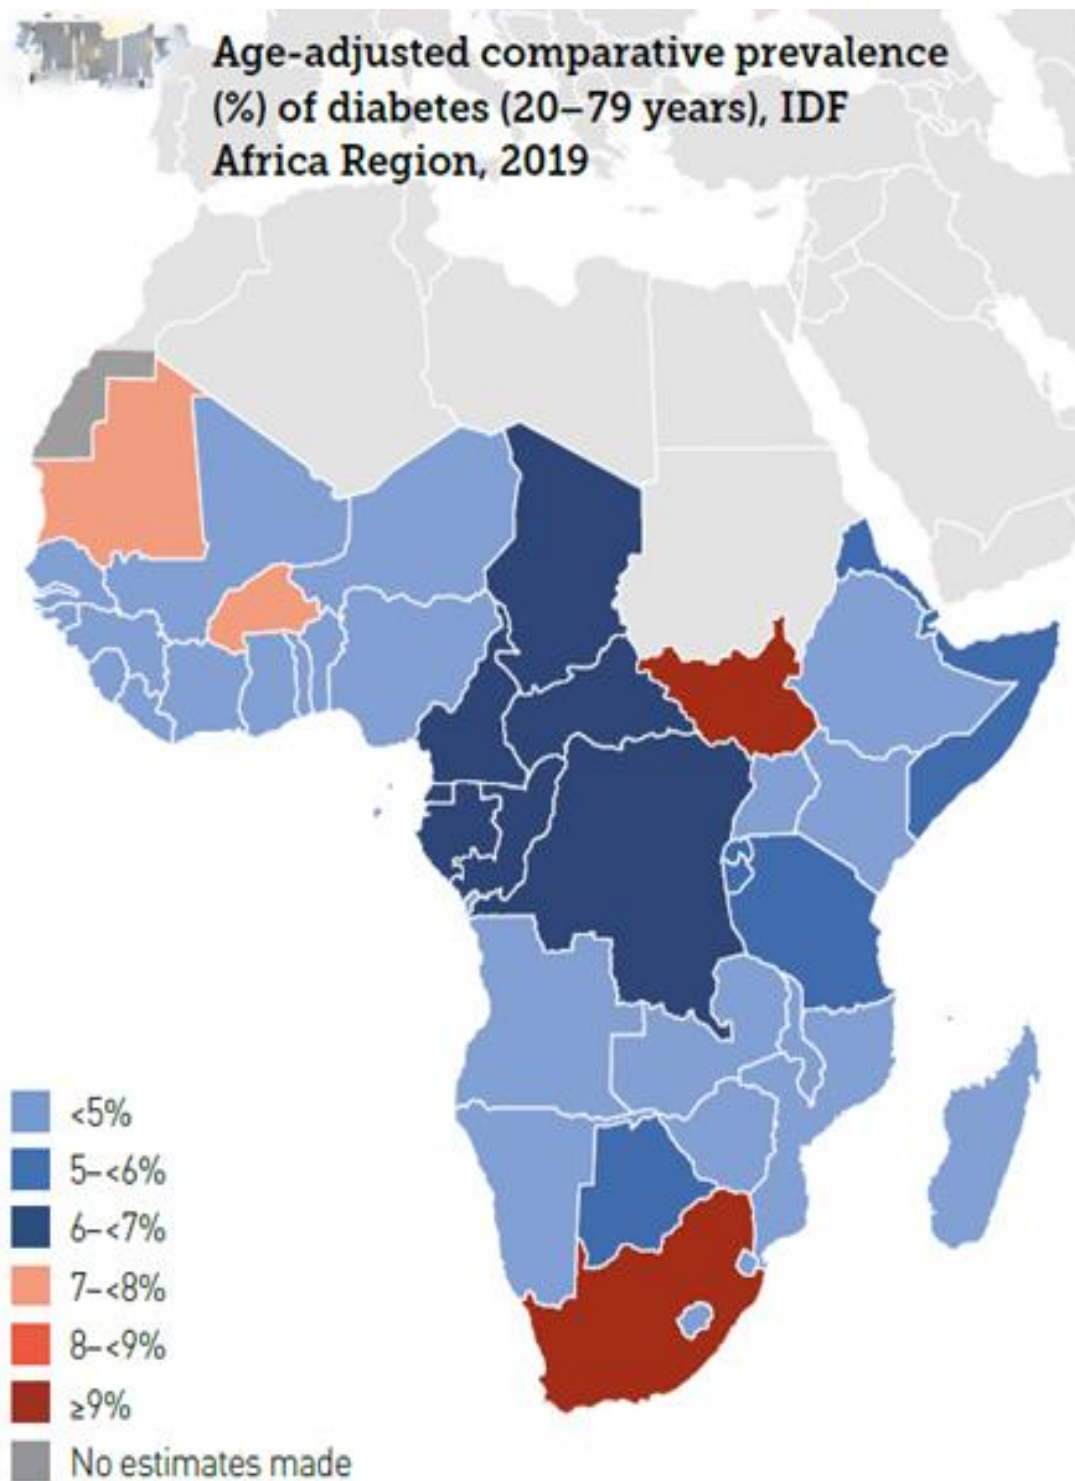 Age-adjusted comparative prevalence
(%) of diabetes (20–79 years), IDF
Africa Region, 2019
<5%
5–<6%
6–<7%
7–<8%
8–<9%
≥9%
No estimates made